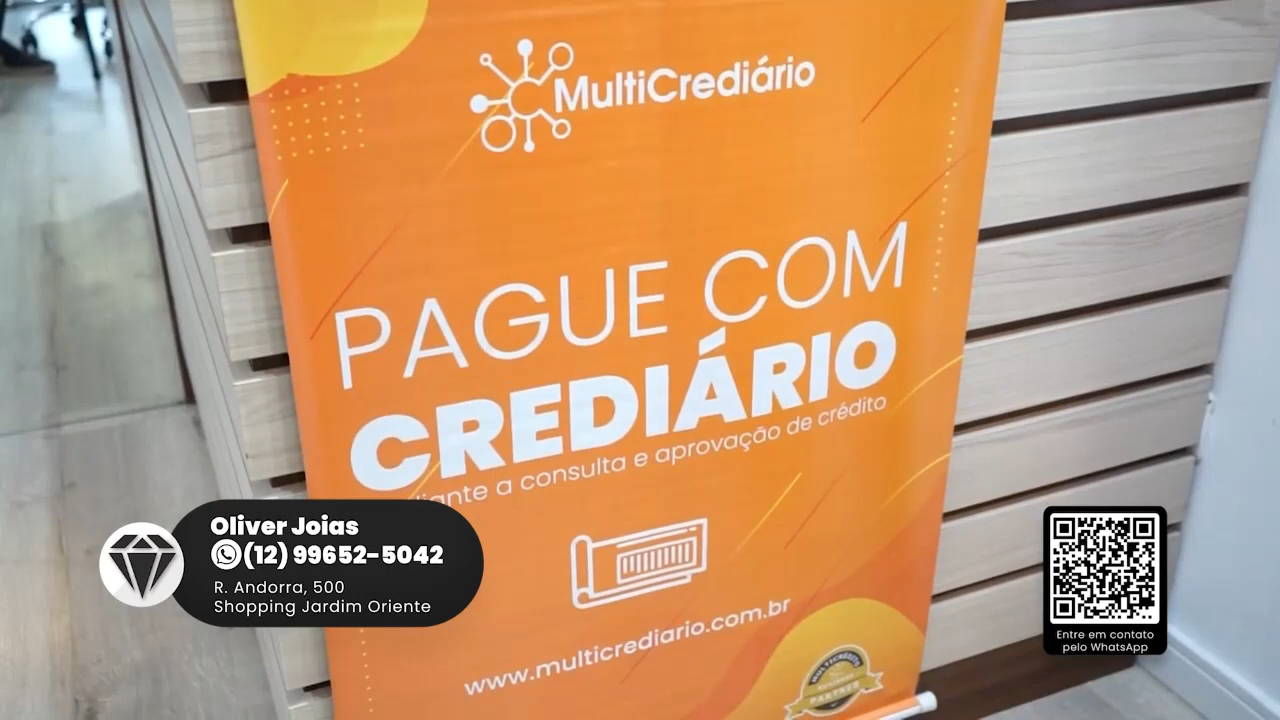 MultiCrediário
PAGUE COM
CREDIÁRIO
a consulta e aprovação de crédito
www.multicrediario.com.br
PARTNER
Oliver Joias
(12) 99652-5042
R. Andorra, 500
Shopping Jardim Oriente
Entre em contato
pelo WhatsApp